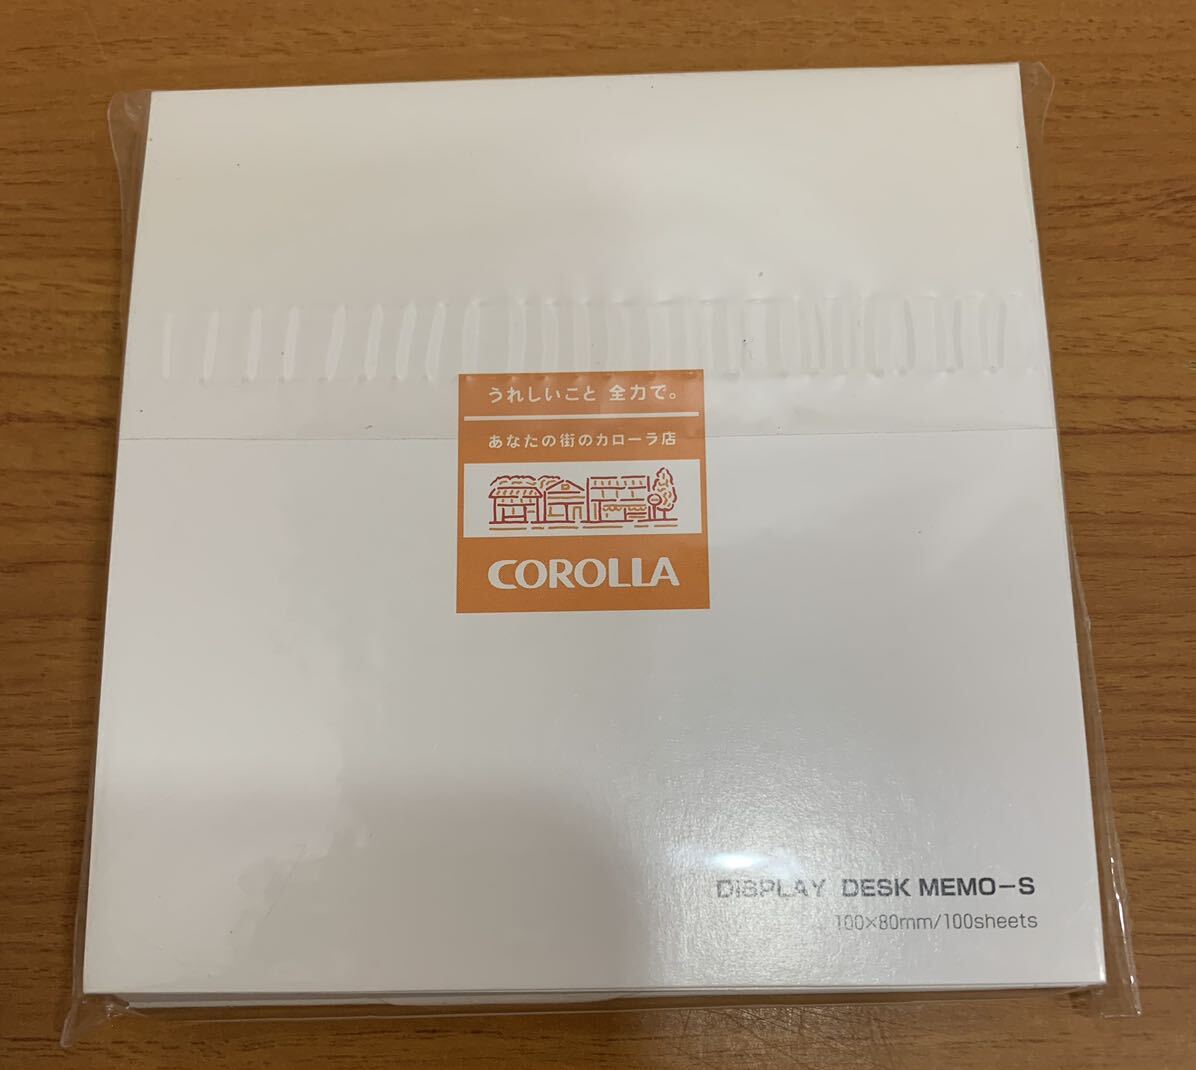 うれしいこと 全力で。
あなたの街のカローラ店
COROLLA
DISPLAY DESK MEMO-S
100×80mm/100sheets